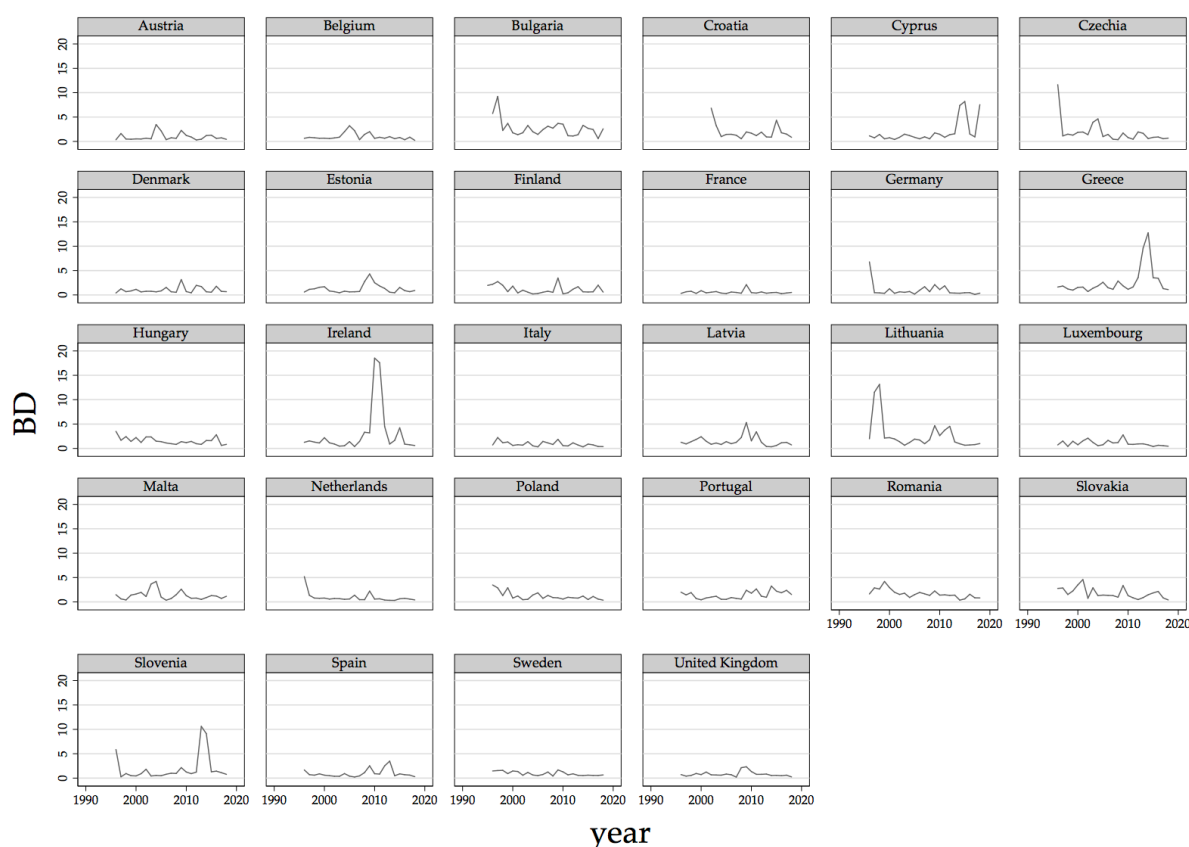 Austria Belgium Bulgaria Croatia Cyprus Czechia
20
15
10
5
0
Denmark Estonia Finland France Germany Greece
20
15
10
5
0
Hungary Ireland Italy Latvia Lithuania Luxembourg
20
15
10
5
0
BD
Malta Netherlands Poland Portugal Romania Slovakia
20
15
10
5
0
1990 2000 2010 2020 1990 2000 2010 2020
Slovenia Spain Sweden United Kingdom
20
15
10
5
0
1990 2000 2010 2020 1990 2000 2010 2020 1990 2000 2010 2020 1990 2000 2010 2020
year